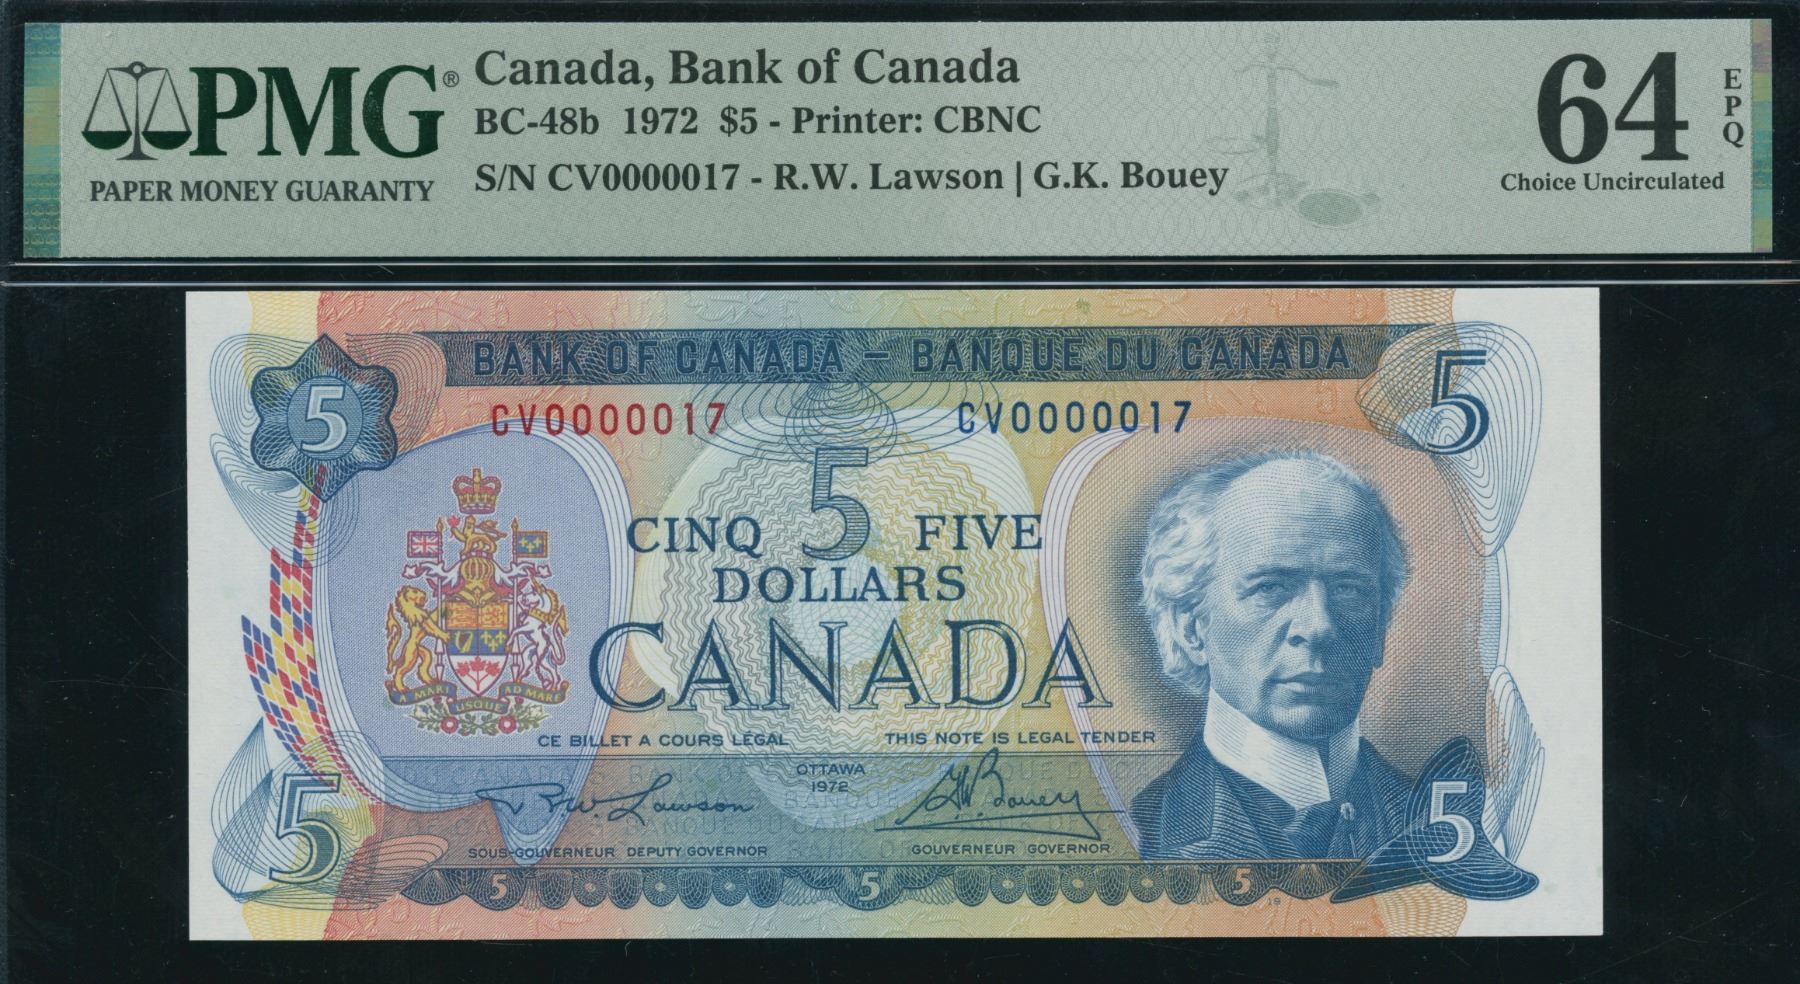 PMG®
PAPER MONEY GUARANTY
Canada, Bank of Canada
BC-48b 1972 $5 - Printer: CBNC
S/N CV0000017 - R.W. Lawson | G.K. Bouey
64 EPQ
Choice Uncirculated
BANK OF CANADA – BANQUE DU CANADA
5 5
CV0000017 CV0000017
5
CINQ FIVE
DOLLARS
CANADA
A MARI USQUE AD MARE
CE BILLET A COURS LÉGAL THIS NOTE IS LEGAL TENDER
OTTAWA
1972
R.W. Lawson G.K. Bouey
SOUS-GOUVERNEUR DEPUTY GOVERNOR GOUVERNEUR GOVERNOR
5 5
5 5 5
19